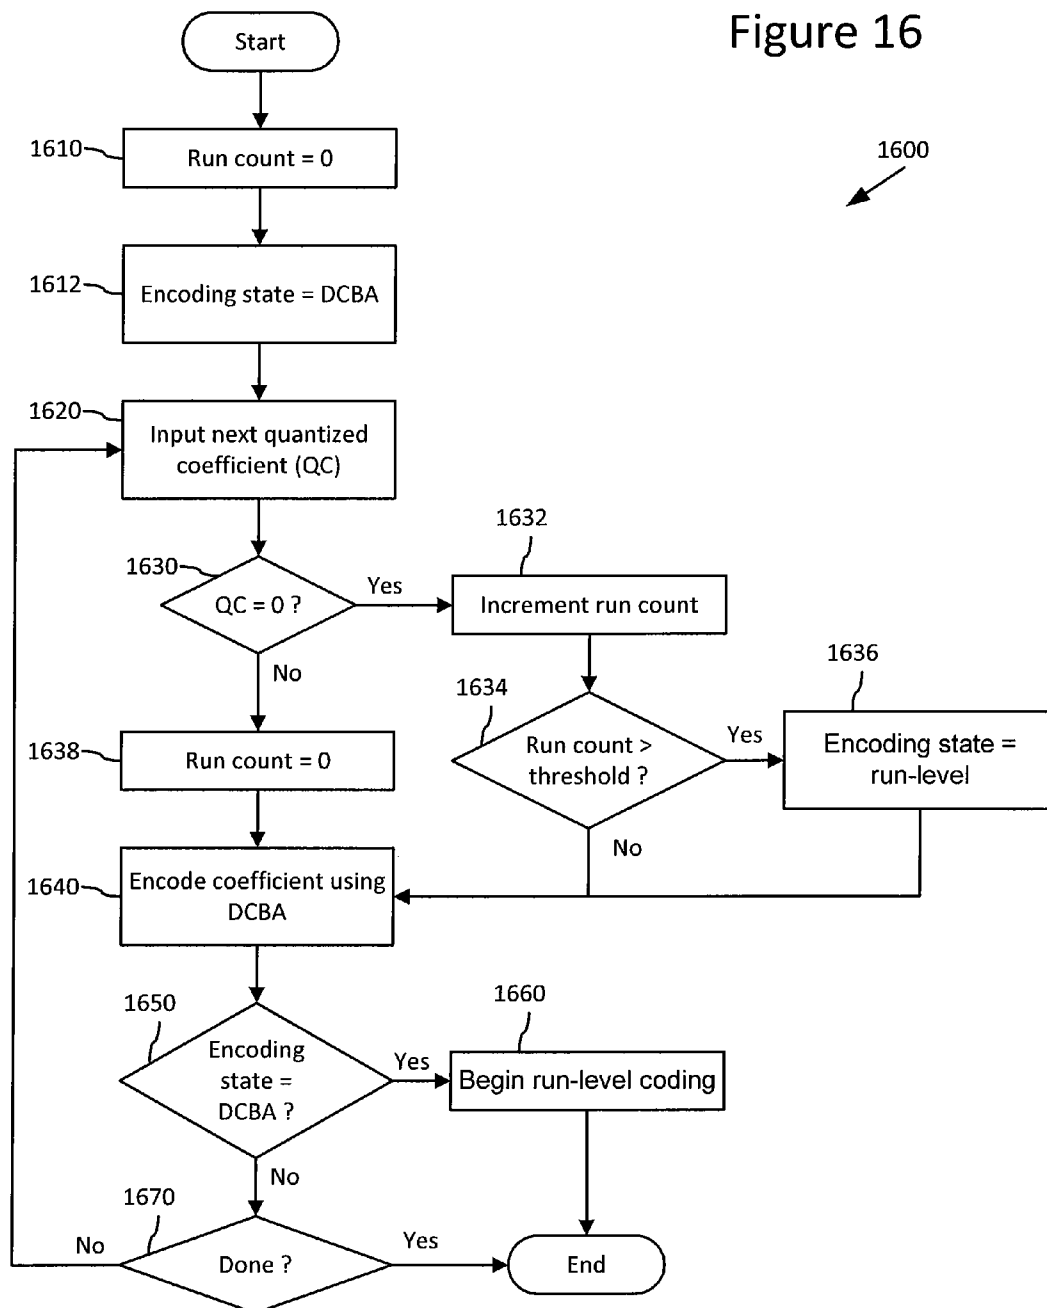 Figure 16
Start
1600
1610
Run count = 0
1612
Encoding state = DCBA
1620
Input next quantized
coefficient (QC)
1632
1630
Yes
QC = 0 ?
Increment run count
No
1634
1636
1638
Run count = 0
Run count >
threshold ?
Yes
Encoding state =
run-level
No
1640
Encode coefficient using
DCBA
1650
1660
Encoding
state =
DCBA ?
Yes
Begin run-level coding
No
1670
No
Done ?
Yes
End